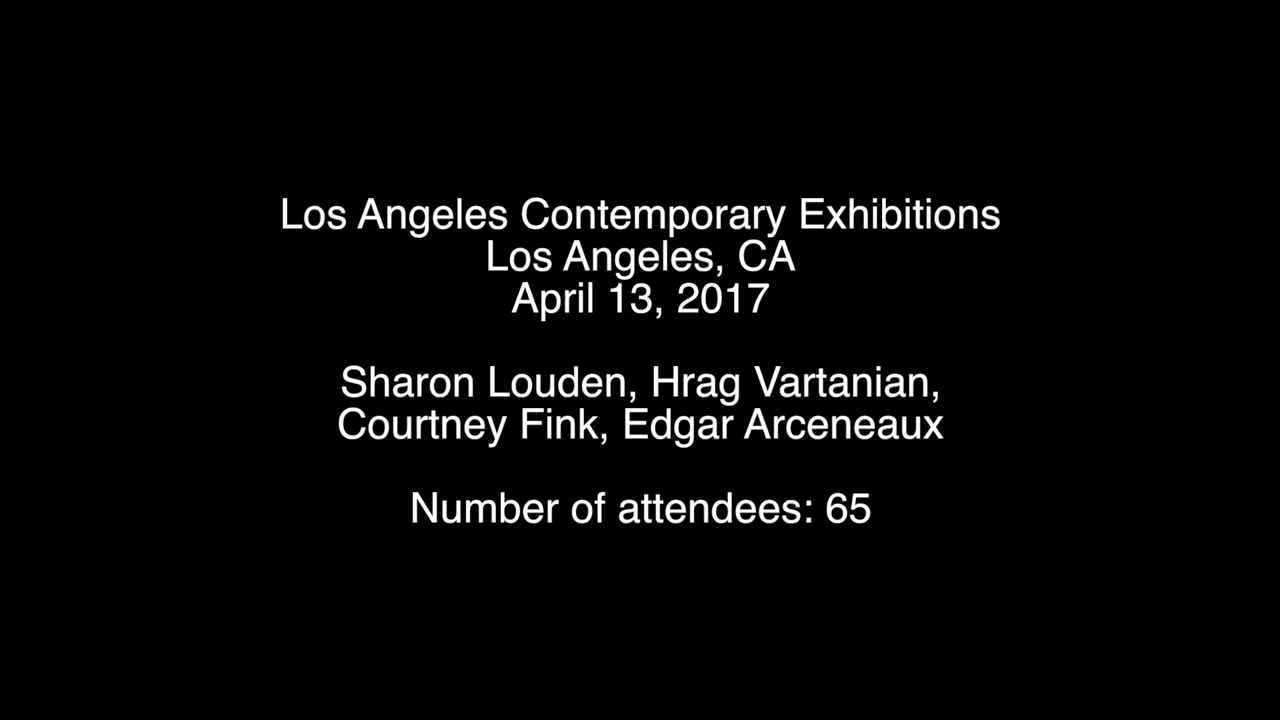 Los Angeles Contemporary Exhibitions
Los Angeles, CA
April 13, 2017
Sharon Louden, Hrag Vartanian,
Courtney Fink, Edgar Arceneaux
Number of attendees: 65